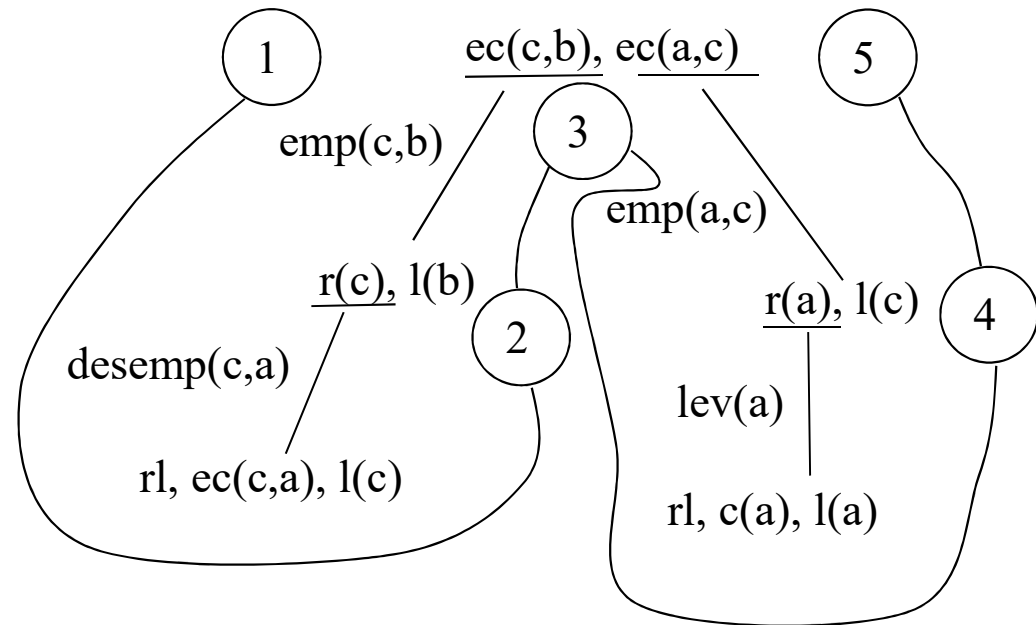 1
ec(c,b), ec(a,c)
5
3
emp(c,b)
emp(a,c)
r(c), l(b)
r(a), l(c)
4
2
desemp(c,a)
lev(a)
rl, ec(c,a), l(c)
rl, c(a), l(a)